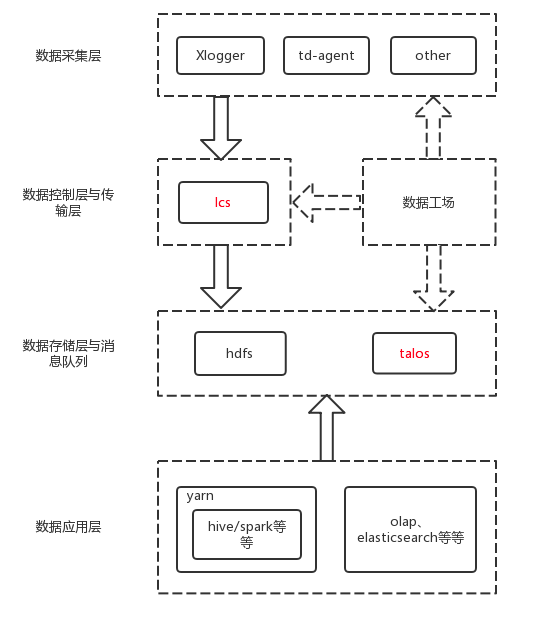 数据采集层
Xlogger
td-agent
other
数据控制层与传
输层
lcs
数据工场
数据存储层与消
息队列
hdfs
talos
数据应用层
yarn
hive/spark等
等
olap、
elasticsearch等等